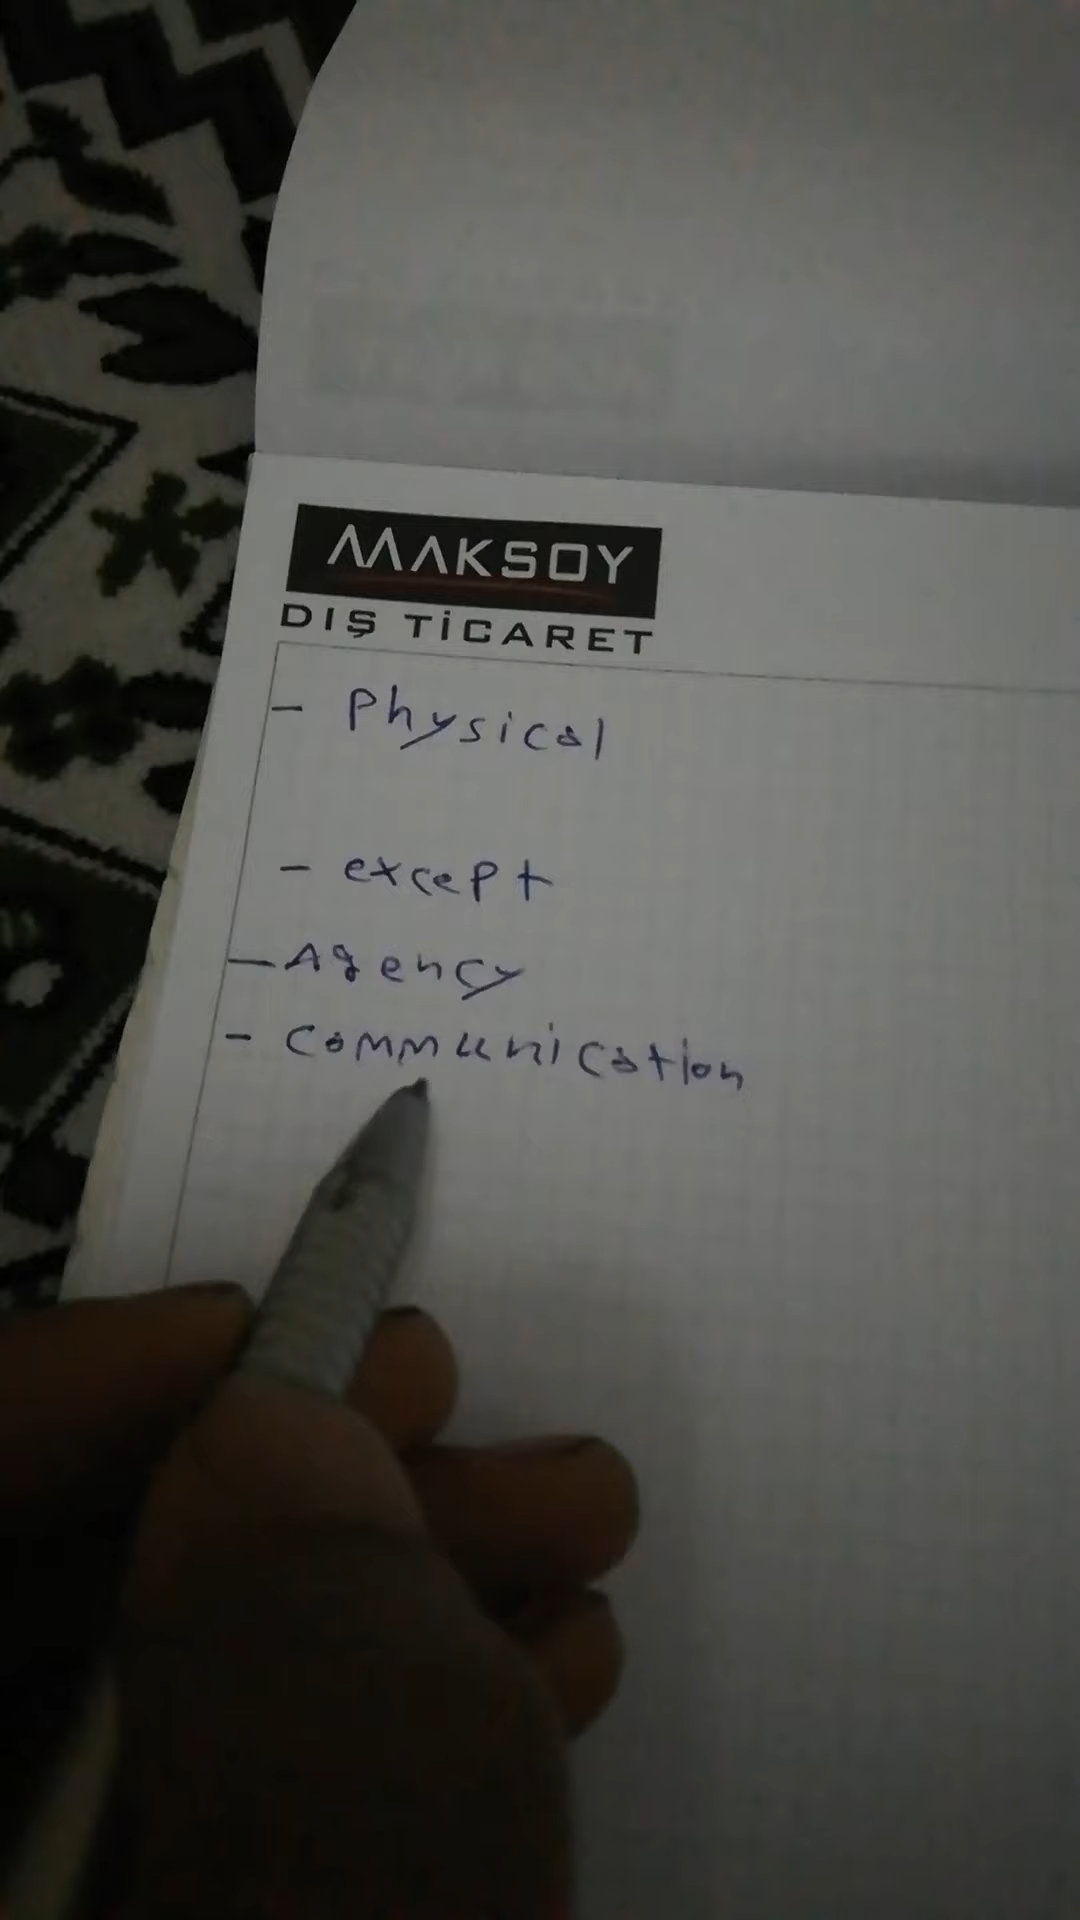 MAKSOY
DIŞ TİCARET
- Physical
- except
- Agency
- Communication